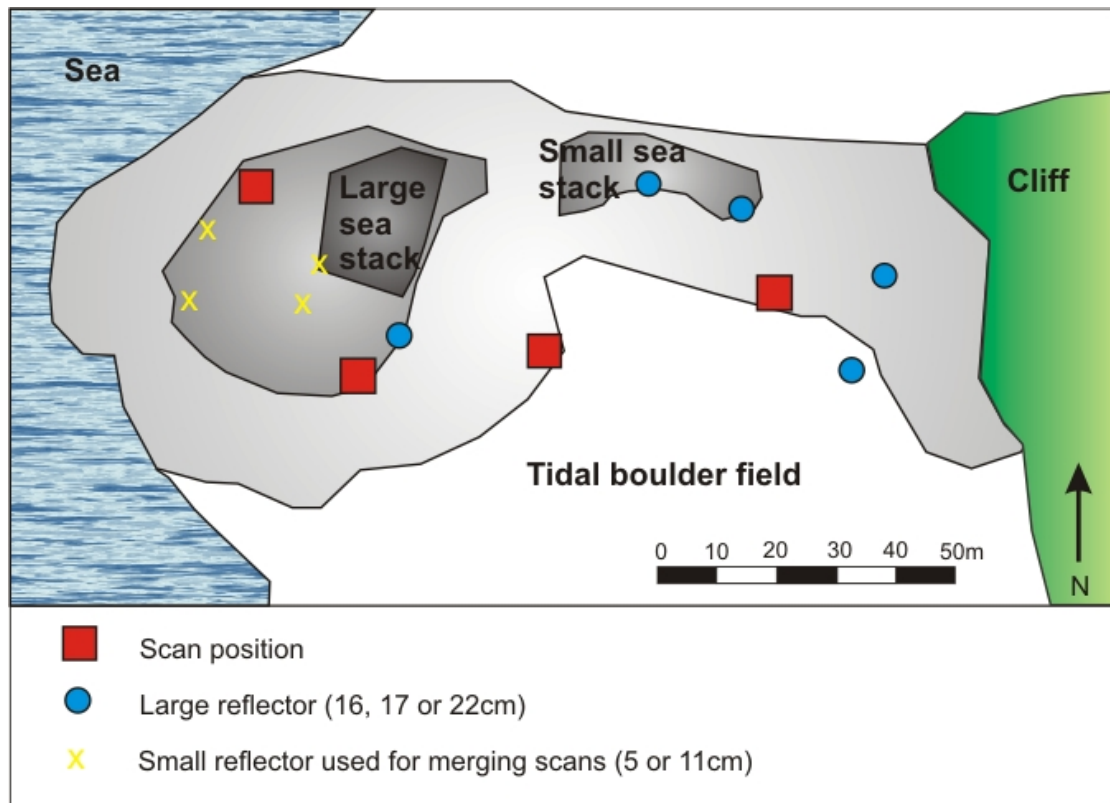 Sea
Small sea
stack
Cliff
Large
sea
stack
Tidal boulder field
0 10 20 30 40 50m
N
Scan position
Large reflector (16, 17 or 22cm)
x Small reflector used for merging scans (5 or 11cm)